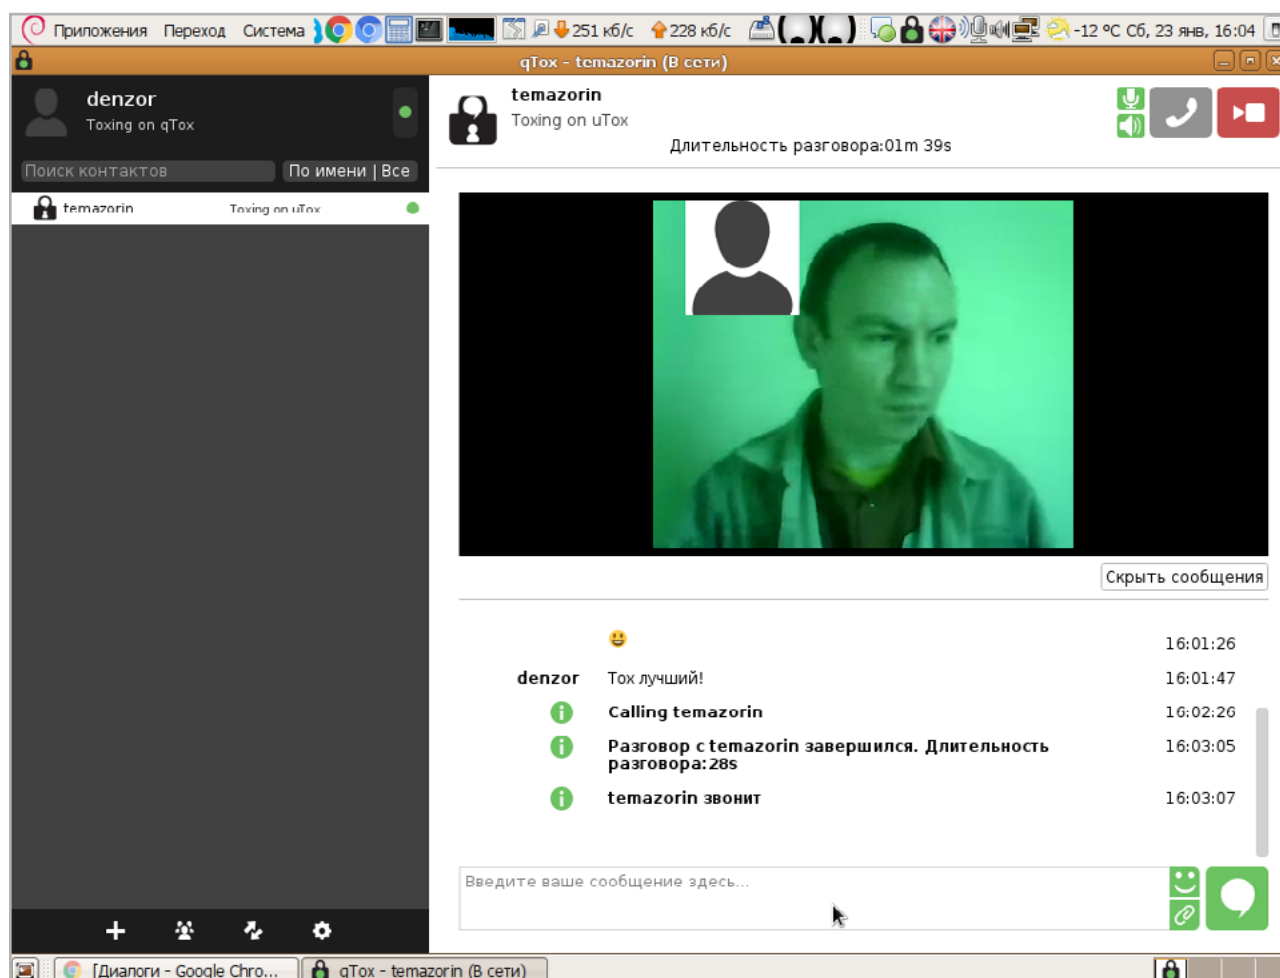 Приложения Переход Система 251 кб/с 228 кб/с -12 °C Сб, 23 янв, 16:04
qTox - temazorin (В сети)
denzor
Toxing on qTox
Поиск контактов По имени | Все
temazorin Toxing on uTox
temazorin
Toxing on uTox
Длительность разговора:01m 39s
Скрыть сообщения
16:01:26
denzor Тох лучший! 16:01:47
Calling temazorin 16:02:26
Разговор с temazorin завершился. Длительность 16:03:05
разговора:28s
temazorin звонит 16:03:07
Введите ваше сообщение здесь...
[Диалоги - Google Chro... qTox - temazorin (В сети)